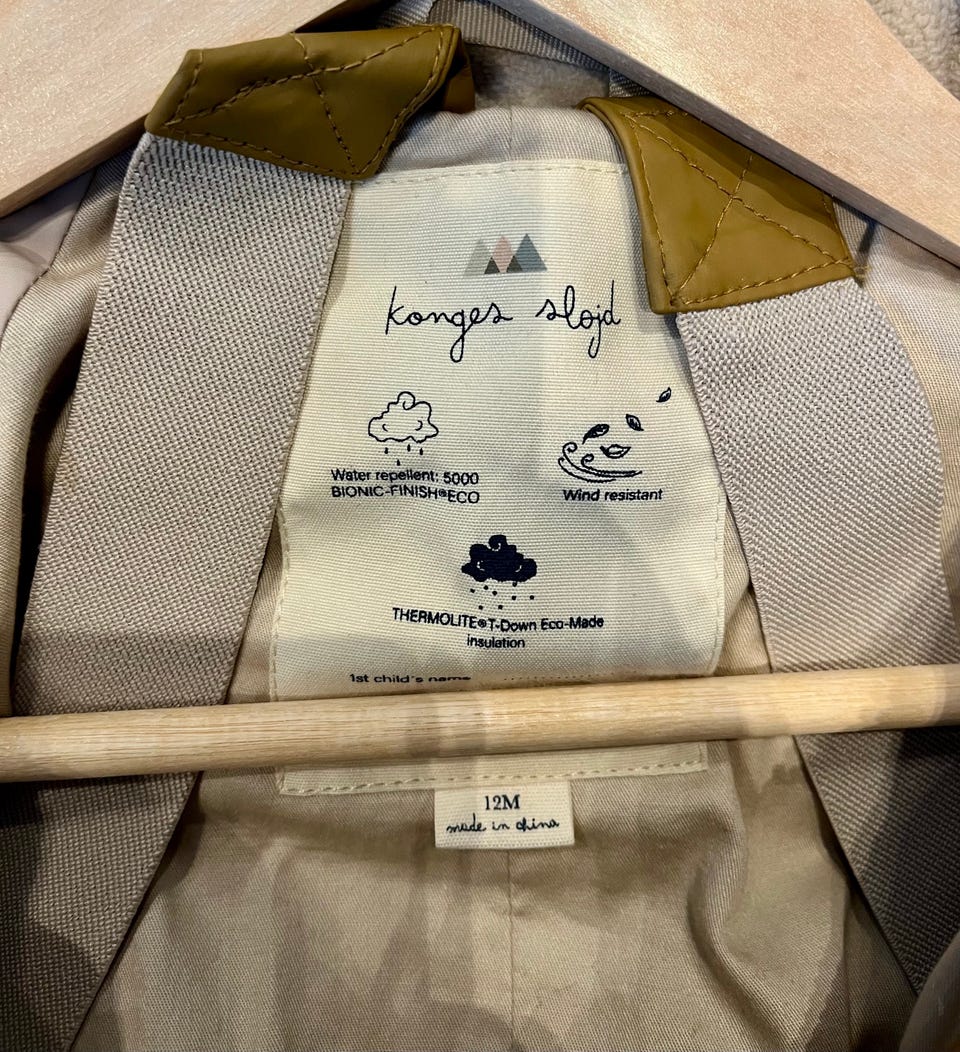 konges sløjd
Water repellent: 5000
BIONIC-FINISH®ECO
Wind resistant
THERMOLITE®T-Down Eco-Made
insulation
1st child's name
12M
made in china